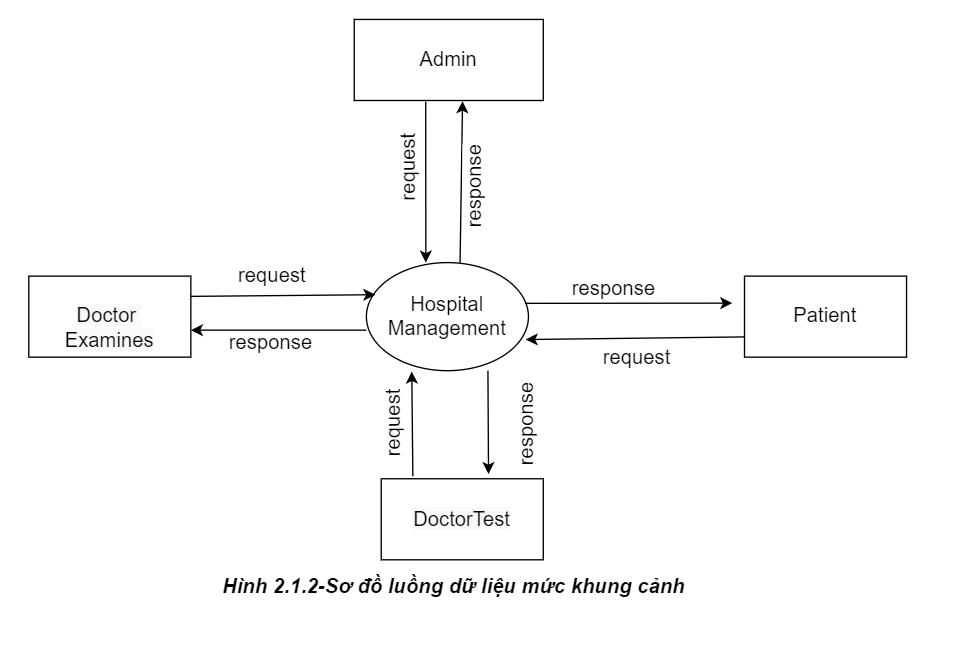 Admin
request
response
Doctor
Examines
request
response
Hospital
Management
response
request
Patient
request
response
DoctorTest
Hình 2.1.2-Sơ đồ luồng dữ liệu mức khung cảnh